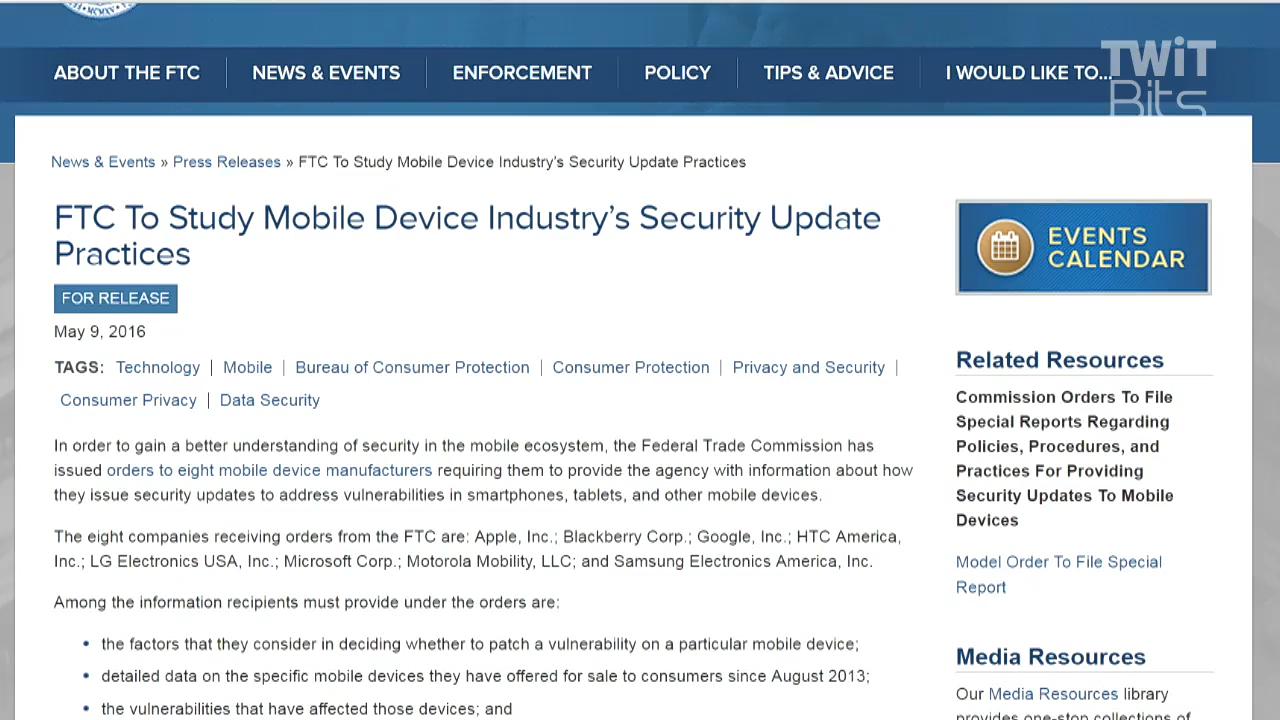 ABOUT THE FTC
NEWS & EVENTS
ENFORCEMENT
POLICY
TIPS & ADVICE
I WOULD LIKE TO...
TWiT
Bits
News & Events » Press Releases » FTC To Study Mobile Device Industry’s Security Update Practices
FTC To Study Mobile Device Industry’s Security Update
Practices
FOR RELEASE
May 9, 2016
TAGS: Technology | Mobile | Bureau of Consumer Protection | Consumer Protection | Privacy and Security |
Consumer Privacy | Data Security
In order to gain a better understanding of security in the mobile ecosystem, the Federal Trade Commission has
issued orders to eight mobile device manufacturers requiring them to provide the agency with information about how
they issue security updates to address vulnerabilities in smartphones, tablets, and other mobile devices.
The eight companies receiving orders from the FTC are: Apple, Inc.; Blackberry Corp.; Google, Inc.; HTC America,
Inc.; LG Electronics USA, Inc.; Microsoft Corp.; Motorola Mobility, LLC; and Samsung Electronics America, Inc.
Among the information recipients must provide under the orders are:
• the factors that they consider in deciding whether to patch a vulnerability on a particular mobile device;
• detailed data on the specific mobile devices they have offered for sale to consumers since August 2013;
• the vulnerabilities that have affected those devices; and
EVENTS
CALENDAR
Related Resources
Commission Orders To File
Special Reports Regarding
Policies, Procedures, and
Practices For Providing
Security Updates To Mobile
Devices
Model Order To File Special
Report
Media Resources
Our Media Resources library
provides one-stop collections of